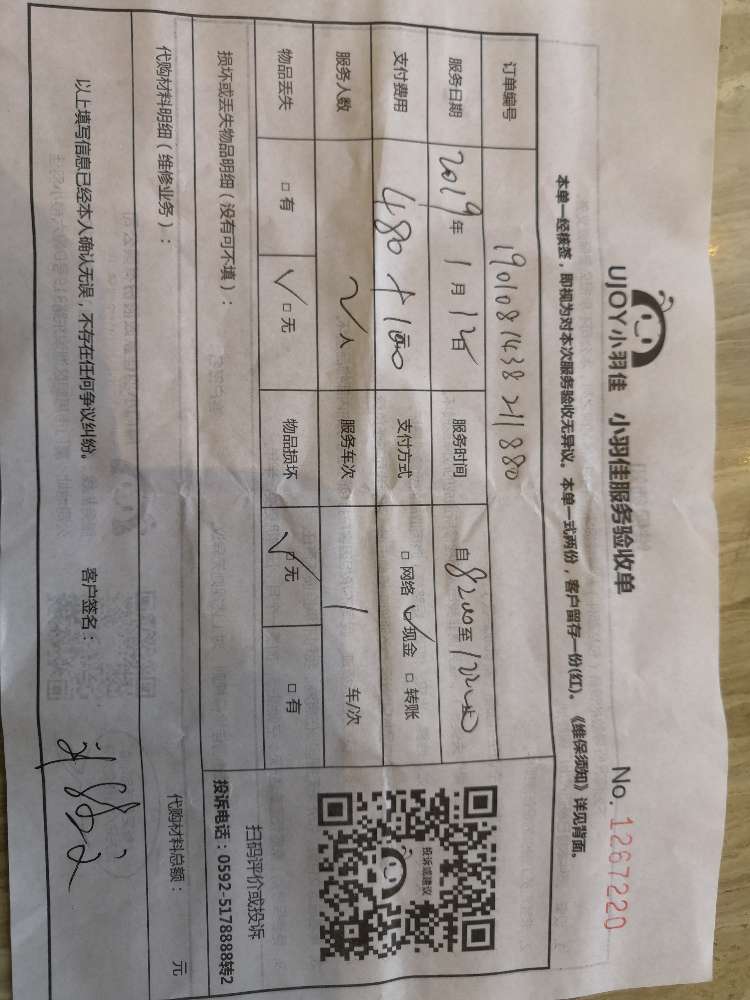 UJOY小羽佳 小羽佳服务验收单 No. 1267220
本单一经核签，即视为对本次服务验收无异议。本单一式两份，客户留存一份(红)。《维保须知》详见背面。
订单编号 190108143821880
服务日期 2019年1月12日 服务时间 自8:00至12:00
支付费用 480+100 支付方式 □网络 ☑现金 □转账
服务人数 2人 服务车次 1 车/次
物品丢失 □有 ☑无 物品损坏 ☑无 □有
损坏或丢失物品明细（没有可不填）：
投诉或建议
扫码评价或投诉
投诉电话：0592-5178888转2
代购材料明细（维修业务）： 代购材料总额： 元
以上填写信息已经本人确认无误，不存在任何争议纠纷。 客户签名：